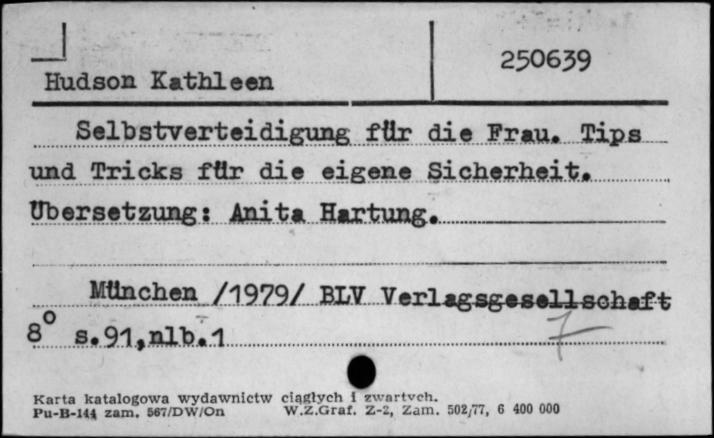 250639
Hudson Kathleen
Selbstverteidigung für die Frau. Tips
und Tricks für die eigene Sicherheit.
Übersetzung: Anita Hartung.
München /1979/ BLV Verlagsgesellschaft
8° s.91,nlb.1
7
Karta katalogowa wydawnictw ciągłych i zwartych.
Pu-B-144 zam. 567/DW/On W.Z.Graf. Z-2, Zam. 502/77, 6 400 000